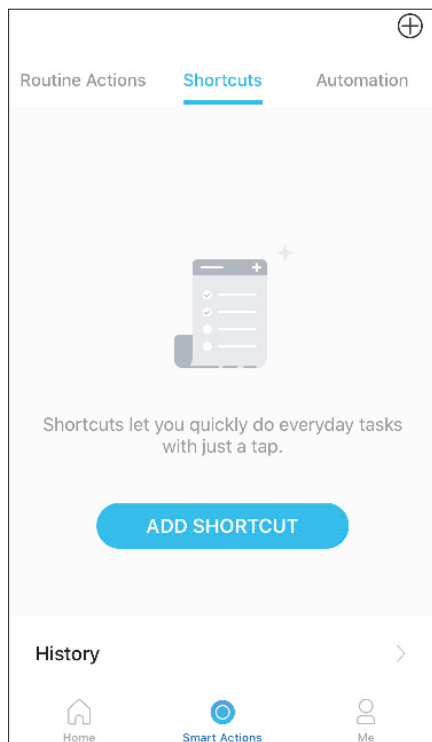 Routine Actions Shortcuts Automation
Shortcuts let you quickly do everyday tasks
with just a tap.
ADD SHORTCUT
History
Home Smart Actions Me